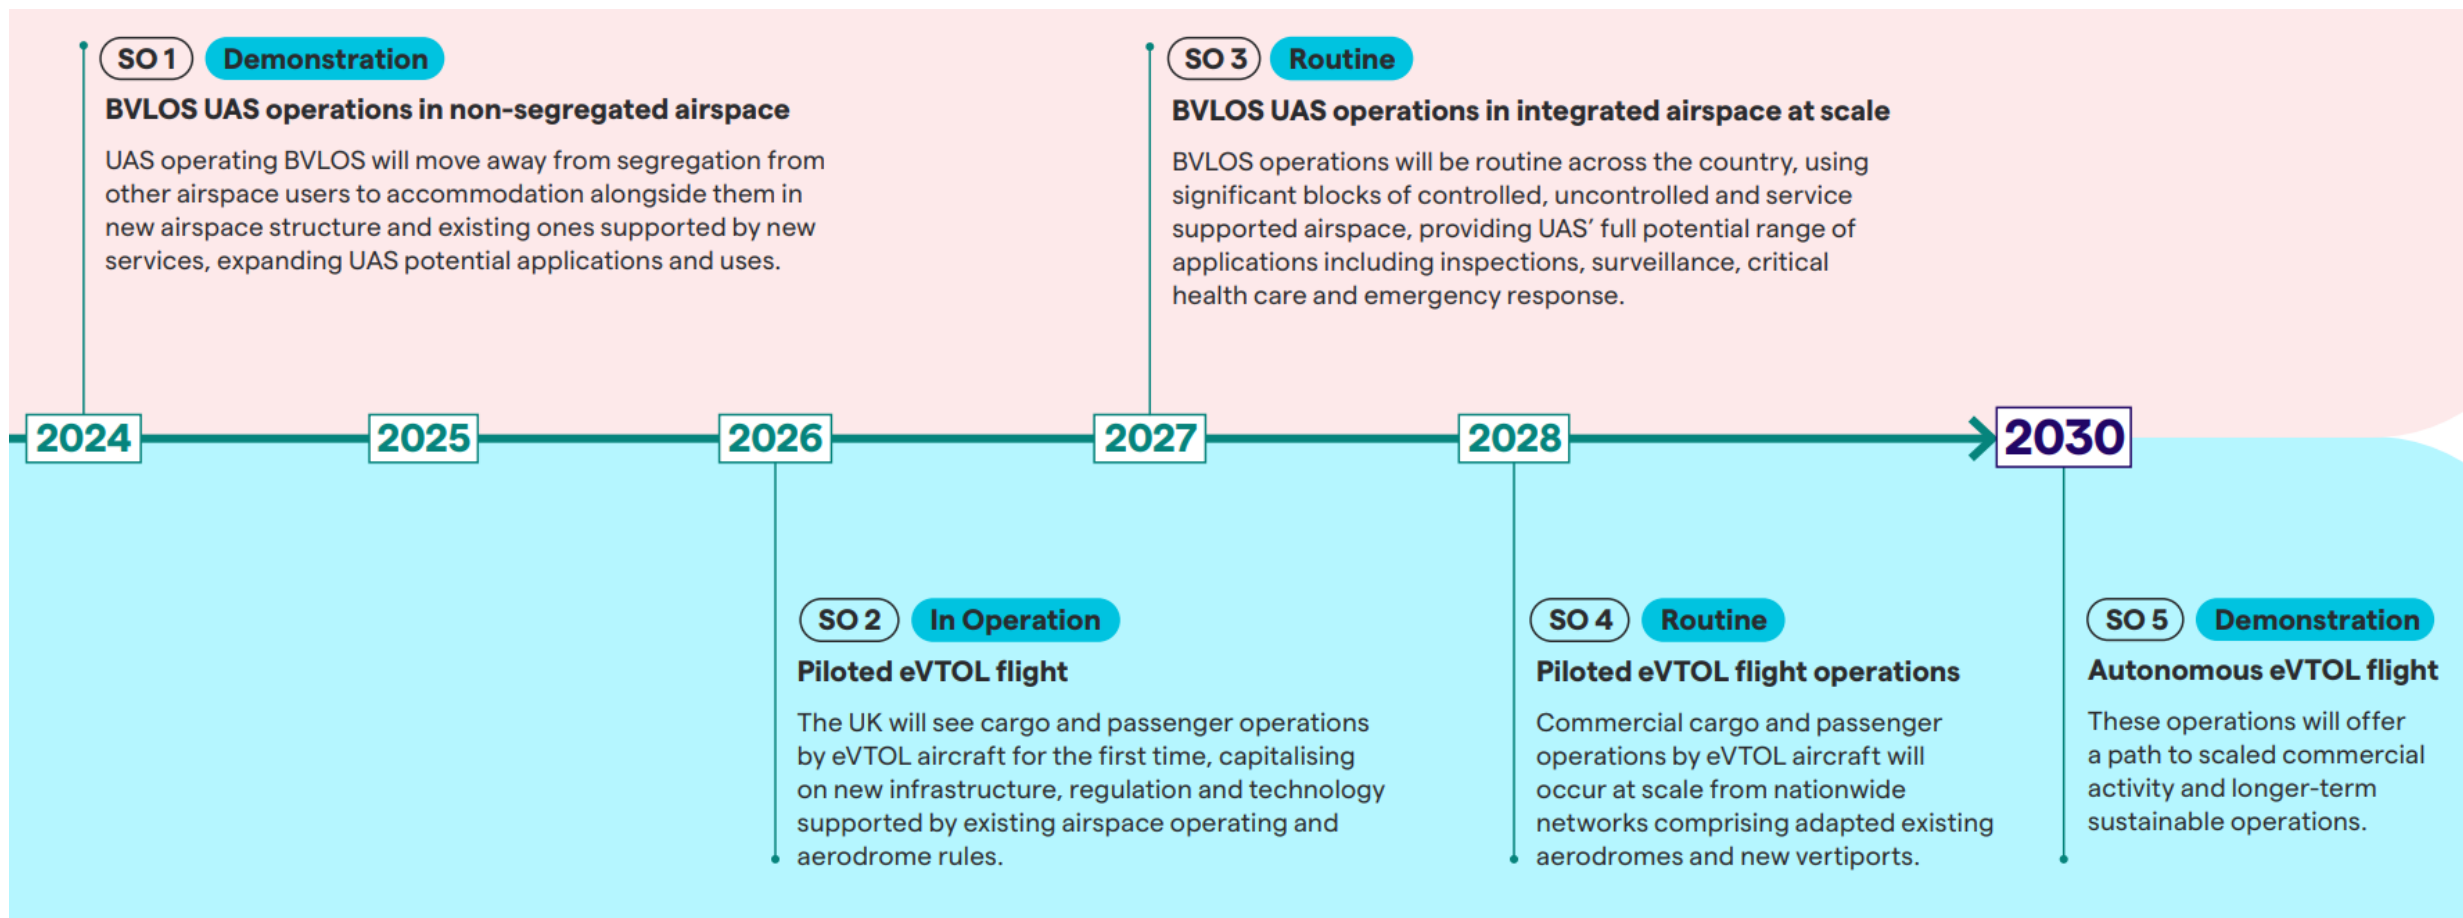 SO 1 Demonstration
BVLOS UAS operations in non-segregated airspace
UAS operating BVLOS will move away from segregation from
other airspace users to accommodation alongside them in
new airspace structure and existing ones supported by new
services, expanding UAS potential applications and uses.
SO 3 Routine
BVLOS UAS operations in integrated airspace at scale
BVLOS operations will be routine across the country, using
significant blocks of controlled, uncontrolled and service
supported airspace, providing UAS’ full potential range of
applications including inspections, surveillance, critical
health care and emergency response.
2024 2025 2026 2027 2028 2030
SO 2 In Operation
Piloted eVTOL flight
The UK will see cargo and passenger operations
by eVTOL aircraft for the first time, capitalising
on new infrastructure, regulation and technology
supported by existing airspace operating and
aerodrome rules.
SO 4 Routine
Piloted eVTOL flight operations
Commercial cargo and passenger
operations by eVTOL aircraft will
occur at scale from nationwide
networks comprising adapted existing
aerodromes and new vertiports.
SO 5 Demonstration
Autonomous eVTOL flight
These operations will offer
a path to scaled commercial
activity and longer-term
sustainable operations.